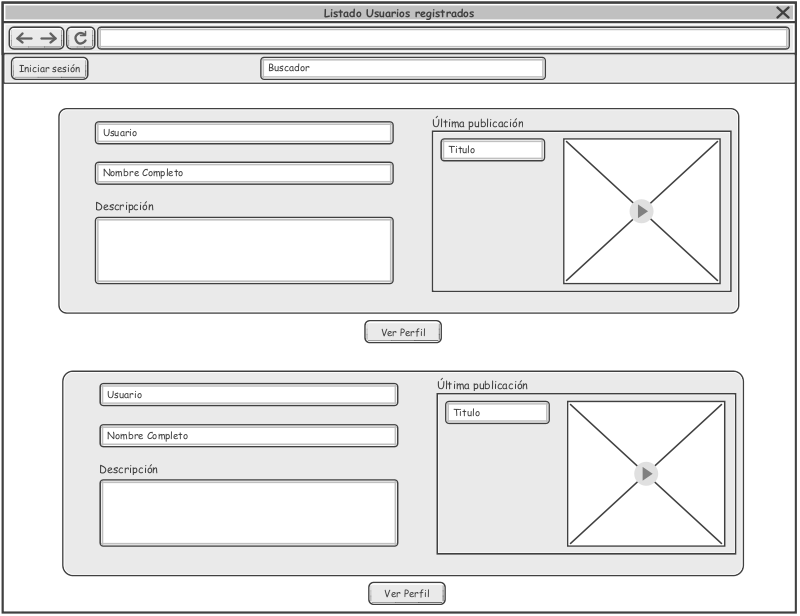 Listado Usuarios registrados
Iniciar sesión
Buscador
Usuario
Nombre Completo
Descripción
Última publicación
Titulo
Ver Perfil
Usuario
Nombre Completo
Descripción
Última publicación
Titulo
Ver Perfil